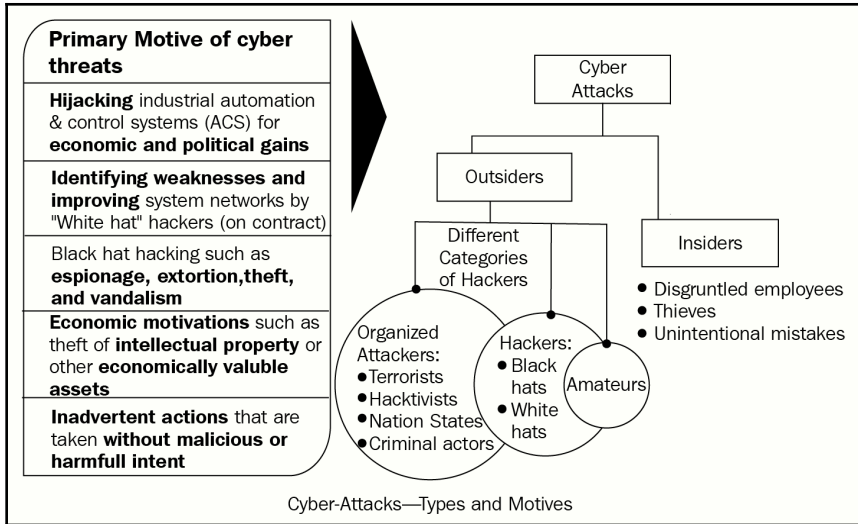 Primary Motive of cyber
threats
Hijacking industrial automation
& control systems (ACS) for
economic and political gains
Identifying weaknesses and
improving system networks by
"White hat" hackers (on contract)
Black hat hacking such as
espionage, extortion,theft,
and vandalism
Economic motivations such as
theft of intellectual property or
other economically valuable
assets
Inadvertent actions that are
taken without malicious or
harmfull intent
Cyber
Attacks
Outsiders
Insiders
Different
Categories
of Hackers
● Disgruntled employees
● Thieves
● Unintentional mistakes
Organized
Attackers:
● Terrorists
● Hacktivists
● Nation States
● Criminal actors
Hackers:
● Black
hats
● White
hats
Amateurs
Cyber-Attacks—Types and Motives